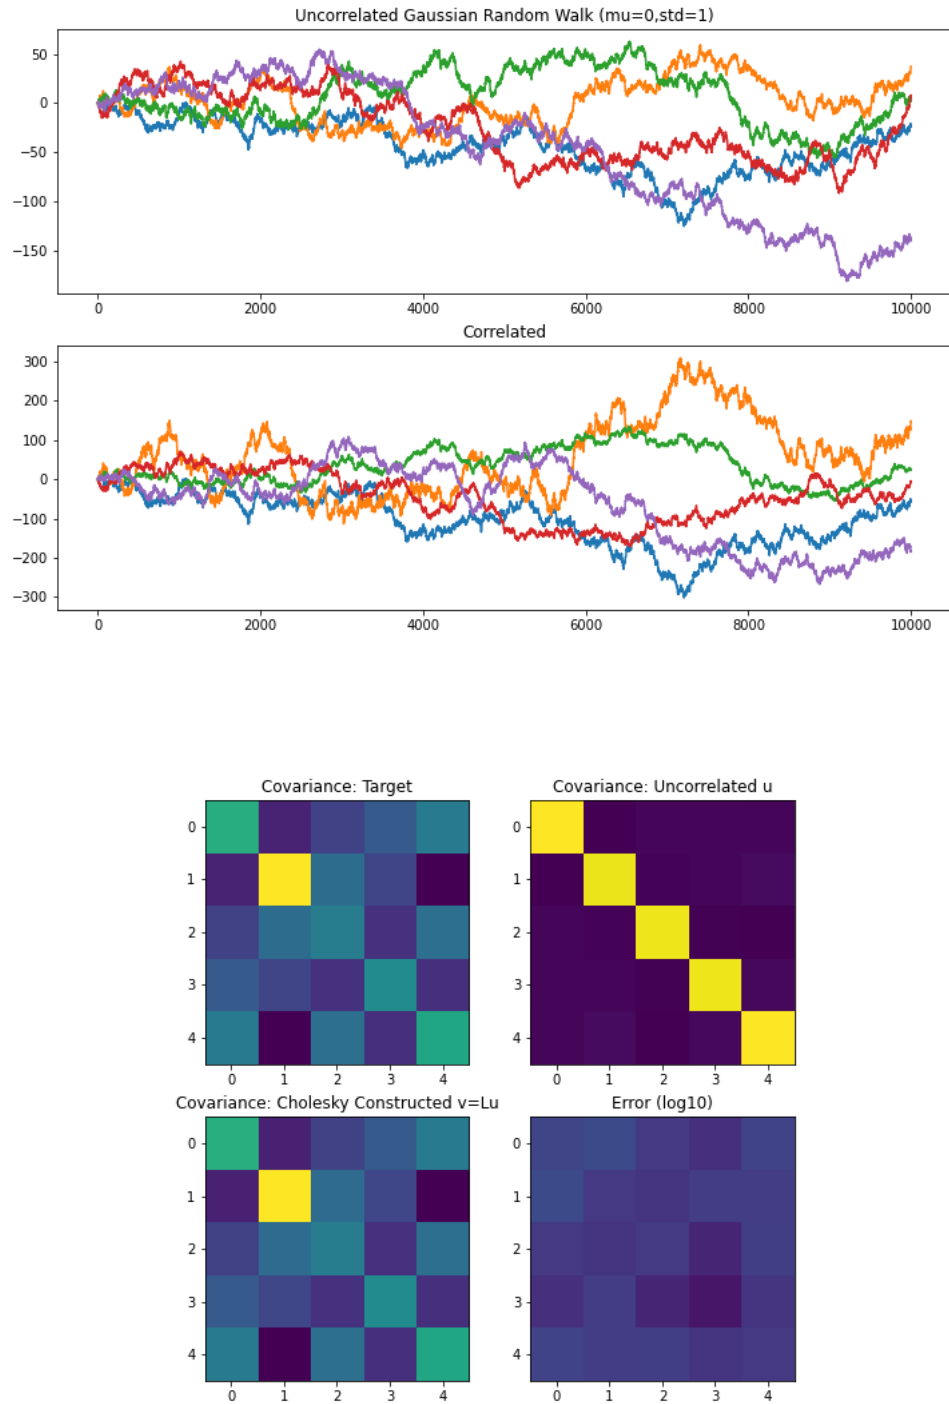 Uncorrelated Gaussian Random Walk (mu=0,std=1)
50
0
−50
−100
−150
0 2000 4000 6000 8000 10000
Correlated
300
200
100
0
−100
−200
−300
0 2000 4000 6000 8000 10000
Covariance: Target Covariance: Uncorrelated u
0 0
1 1
2 2
3 3
4 4
0 1 2 3 4 0 1 2 3 4
Covariance: Cholesky Constructed v=Lu Error (log10)
0 0
1 1
2 2
3 3
4 4
0 1 2 3 4 0 1 2 3 4